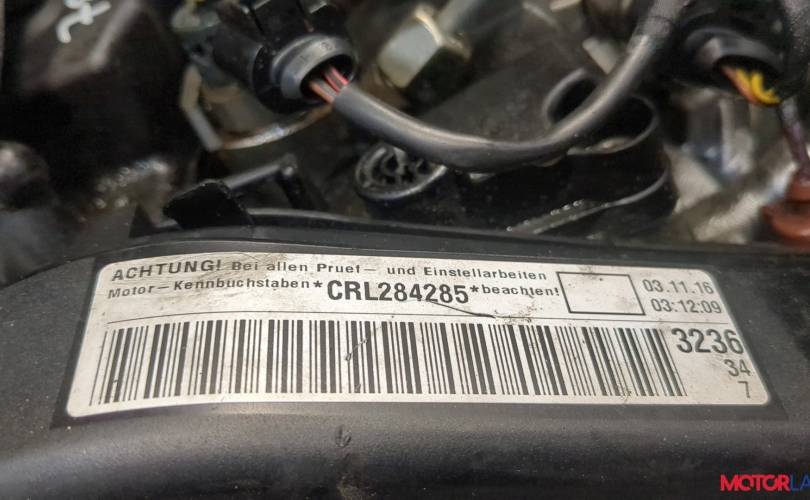 ACHTUNG! Bei allen Pruef- und Einstellarbeiten
Motor-Kennbuchstaben *CRL284285* beachten!
03.11.16
03:12:09
3236
34
7
MOTORLA